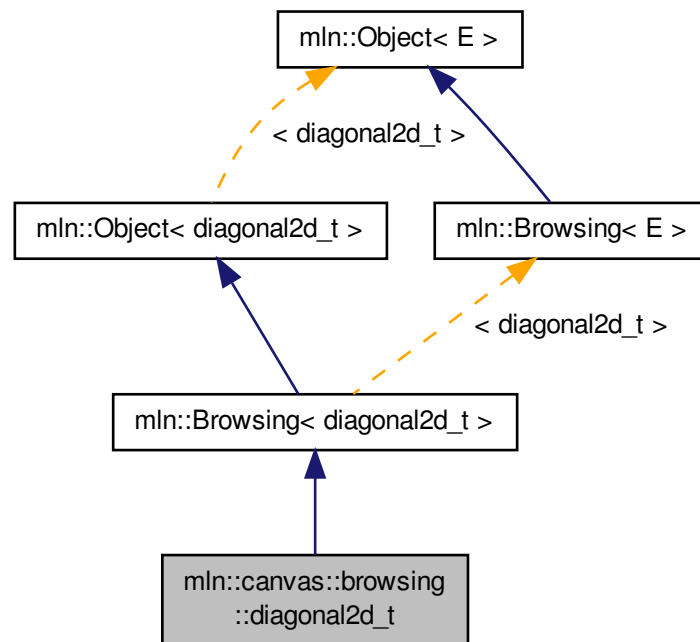 mln::Object< E >
< diagonal2d_t >
mln::Object< diagonal2d_t >
mln::Browsing< E >
< diagonal2d_t >
mln::Browsing< diagonal2d_t >
mln::canvas::browsing
::diagonal2d_t